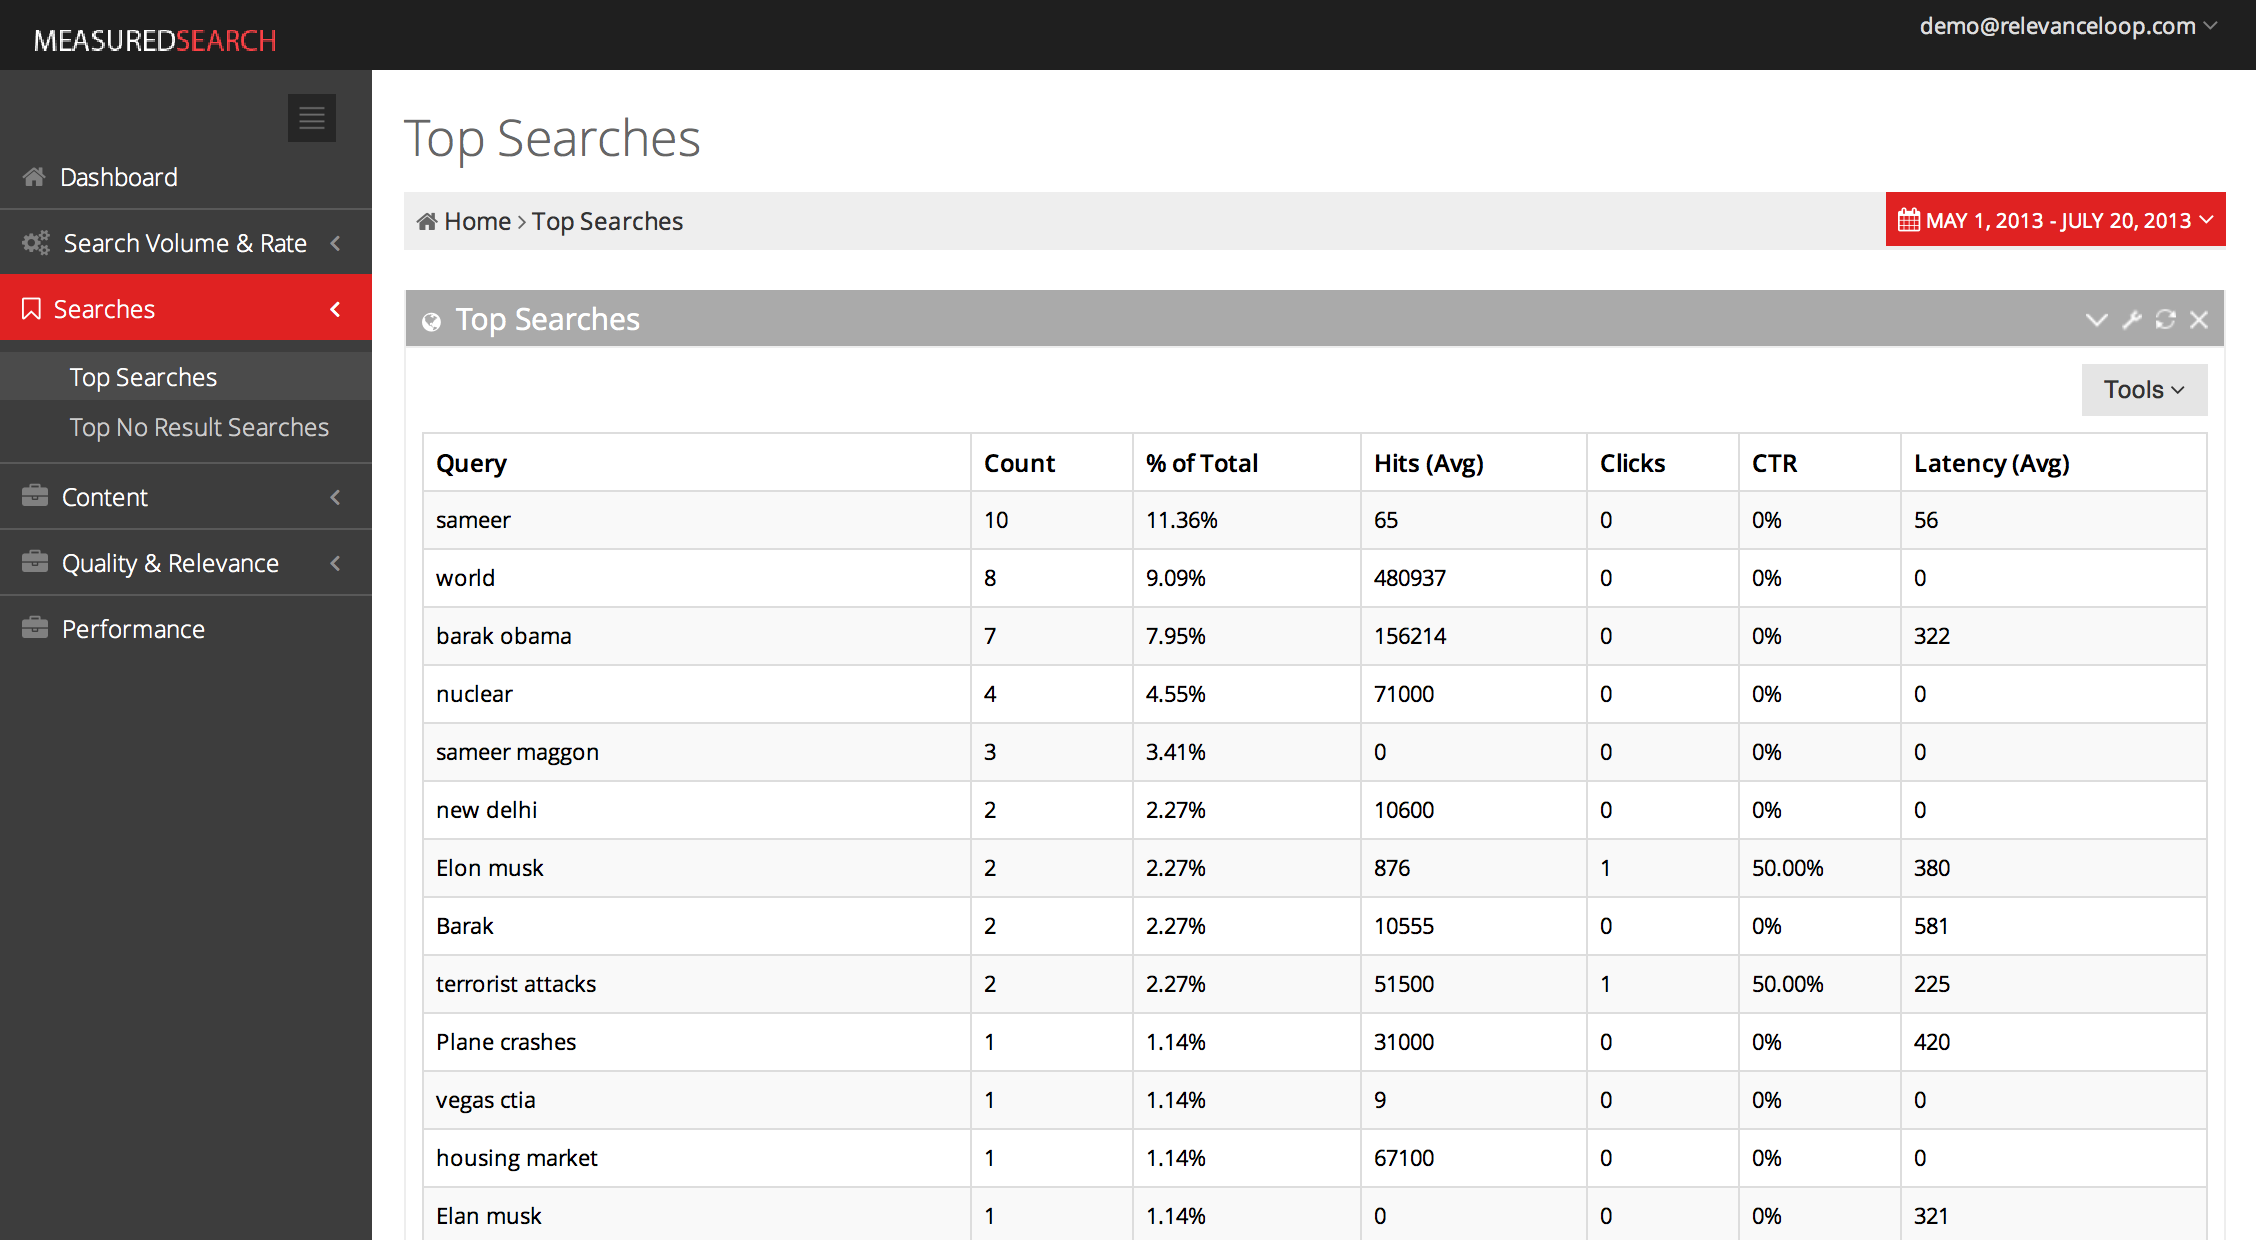 MEASUREDSEARCH
demo@relevanceloop.com
Dashboard
Search Volume & Rate
Searches
Top Searches
Top No Result Searches
Content
Quality & Relevance
Performance
Top Searches
Home > Top Searches
MAY 1, 2013 - JULY 20, 2013
Top Searches
Tools
Query Count % of Total Hits (Avg) Clicks CTR Latency (Avg)
sameer 10 11.36% 65 0 0% 56
world 8 9.09% 480937 0 0% 0
barak obama 7 7.95% 156214 0 0% 322
nuclear 4 4.55% 71000 0 0% 0
sameer maggon 3 3.41% 0 0 0% 0
new delhi 2 2.27% 10600 0 0% 0
Elon musk 2 2.27% 876 1 50.00% 380
Barak 2 2.27% 10555 0 0% 581
terrorist attacks 2 2.27% 51500 1 50.00% 225
Plane crashes 1 1.14% 31000 0 0% 420
vegas ctia 1 1.14% 9 0 0% 0
housing market 1 1.14% 67100 0 0% 0
Elan musk 1 1.14% 0 0 0% 321